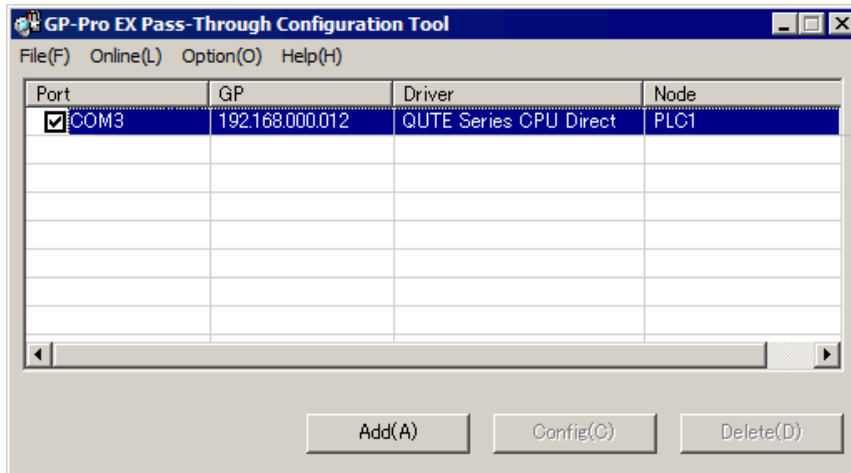 GP-Pro EX Pass-Through Configuration Tool
File(F) Online(L) Option(O) Help(H)
Port GP Driver Node
COM3 192.168.000.012 QUTE Series CPU Direct PLC1
Add(A) Config(C) Delete(D)